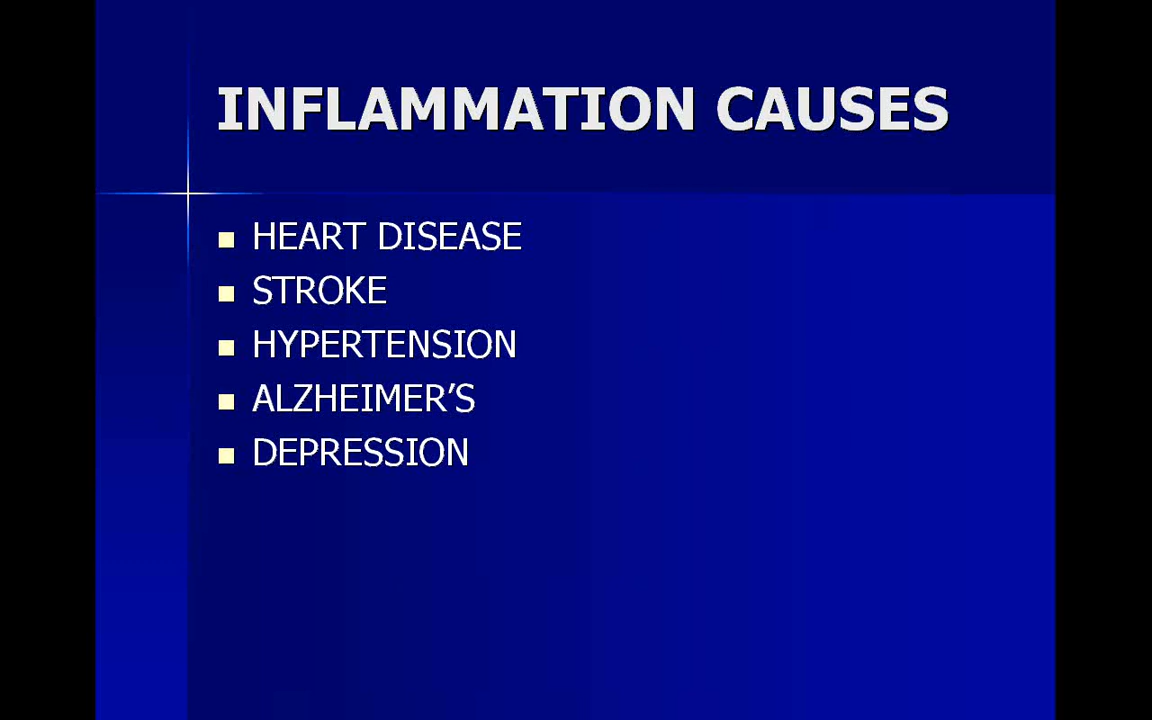 INFLAMMATION CAUSES
HEART DISEASE
STROKE
HYPERTENSION
ALZHEIMER’S
DEPRESSION